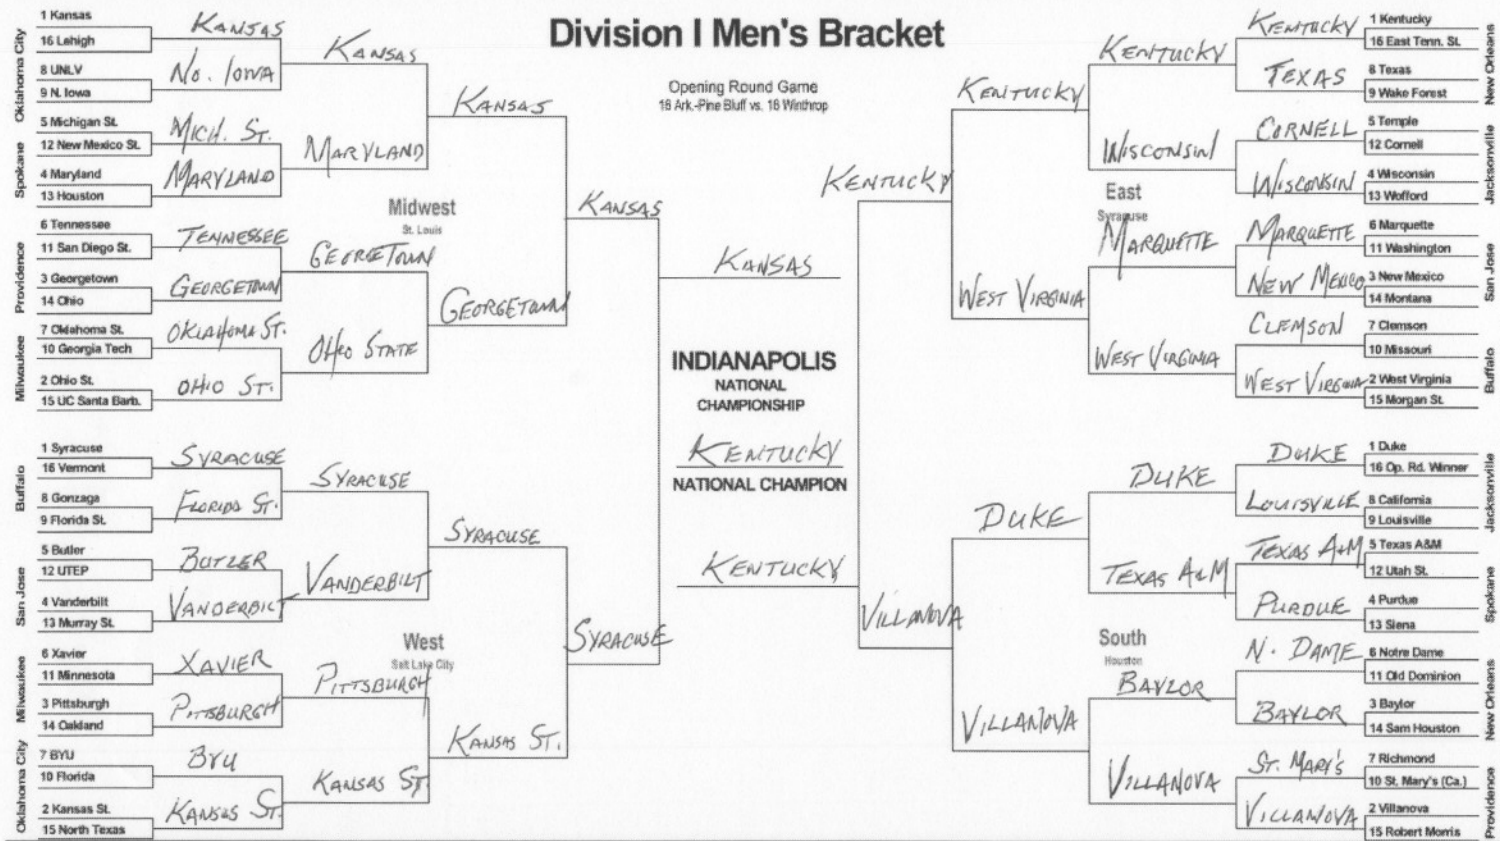 Division I Men's Bracket
Opening Round Game
16 Ark.-Pine Bluff vs. 16 Winthrop
Oklahoma City
1 Kansas
16 Lehigh
8 UNLV
9 N. Iowa
Spokane
5 Michigan St.
12 New Mexico St.
4 Maryland
13 Houston
Providence
6 Tennessee
11 San Diego St.
3 Georgetown
14 Ohio
Milwaukee
7 Oklahoma St.
10 Georgia Tech
2 Ohio St.
15 UC Santa Barb.
KANSAS
No. IOWA
MICH. ST.
MARYLAND
TENNESSEE
GEORGETOWN
OKLAHOMA ST.
OHIO ST.
KANSAS
MARYLAND
GEORGETOWN
OHIO STATE
KANSAS
GEORGETOWN
KANSAS
Midwest
St. Louis
Buffalo
1 Syracuse
16 Vermont
8 Gonzaga
9 Florida St.
San Jose
5 Butler
12 UTEP
4 Vanderbilt
13 Murray St.
Milwaukee
6 Xavier
11 Minnesota
3 Pittsburgh
14 Oakland
Oklahoma City
7 BYU
10 Florida
2 Kansas St.
15 North Texas
SYRACUSE
FLORIDA ST.
BUTLER
VANDERBILT
XAVIER
PITTSBURGH
BYU
KANSAS ST.
SYRACUSE
VANDERBILT
PITTSBURGH
KANSAS ST.
SYRACUSE
KANSAS ST.
SYRACUSE
West
Salt Lake City
KANSAS
INDIANAPOLIS
NATIONAL
CHAMPIONSHIP
KENTUCKY
NATIONAL CHAMPION
KENTUCKY
KENTUCKY
KENTUCKY
WEST VIRGINIA
KENTUCKY
WISCONSIN
MARQUETTE
WEST VIRGINIA
KENTUCKY
TEXAS
CORNELL
WISCONSIN
MARQUETTE
NEW MEXICO
CLEMSON
WEST VIRGINIA
East
Syracuse
1 Kentucky
16 East Tenn. St.
8 Texas
9 Wake Forest
New Orleans
5 Temple
12 Cornell
4 Wisconsin
13 Wofford
Jacksonville
6 Marquette
11 Washington
3 New Mexico
14 Montana
San Jose
7 Clemson
10 Missouri
2 West Virginia
15 Morgan St.
Buffalo
VILLANOVA
DUKE
VILLANOVA
DUKE
TEXAS A&M
BAYLOR
VILLANOVA
DUKE
LOUISVILLE
TEXAS A&M
PURDUE
N. DAME
BAYLOR
ST. MARY'S
VILLANOVA
South
Houston
1 Duke
16 Op. Rd. Winner
8 California
9 Louisville
Jacksonville
5 Texas A&M
12 Utah St.
4 Purdue
13 Siena
Spokane
6 Notre Dame
11 Old Dominion
3 Baylor
14 Sam Houston
New Orleans
7 Richmond
10 St. Mary's (Ca.)
2 Villanova
15 Robert Morris
Providence